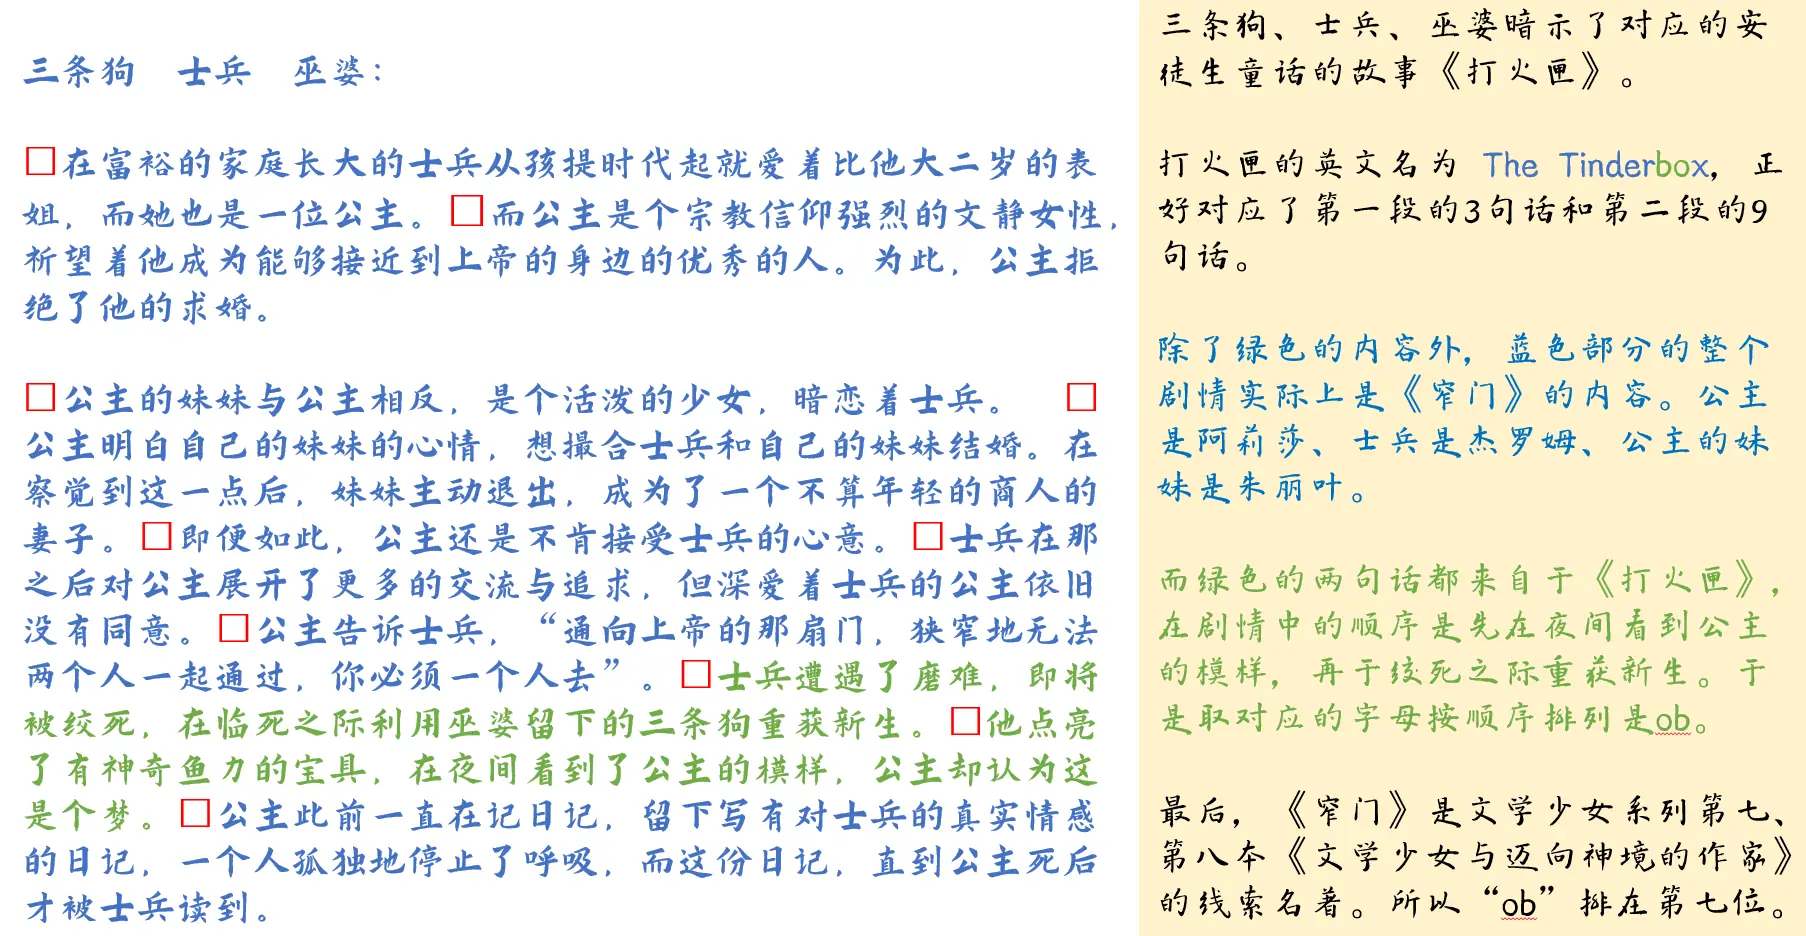 三条狗　士兵　巫婆：
□在富裕的家庭长大的士兵从孩提时代起就爱着比他大二岁的表
姐，而她也是一位公主。□而公主是个宗教信仰强烈的文静女性，
祈望着他成为能够接近到上帝的身边的优秀的人。为此，公主拒
绝了他的求婚。
□公主的妹妹与公主相反，是个活泼的少女，暗恋着士兵。　□
公主明白自己的妹妹的心情，想撮合士兵和自己的妹妹结婚。在
察觉到这一点后，妹妹主动退出，成为了一个不算年轻的商人的
妻子。□即便如此，公主还是不肯接受士兵的心意。□士兵在那
之后对公主展开了更多的交流与追求，但深爱着士兵的公主依旧
没有同意。□公主告诉士兵，“通向上帝的那扇门，狭窄地无法
两个人一起通过，你必须一个人去”。□士兵遭遇了磨难，即将
被绞死，在临死之际利用巫婆留下的三条狗重获新生。□他点亮
了有神奇鱼力的宝具，在夜间看到了公主的模样，公主却认为这
是个梦。□公主此前一直在记日记，留下写有对士兵的真实情感
的日记，一个人孤独地停止了呼吸，而这份日记，直到公主死后
才被士兵读到。
三条狗、士兵、巫婆暗示了对应的安
徒生童话的故事《打火匣》。
打火匣的英文名为 The Tinderbox，正
好对应了第一段的3句话和第二段的9
句话。
除了绿色的内容外，蓝色部分的整个
剧情实际上是《窄门》的内容。公主
是阿莉莎、士兵是杰罗姆、公主的妹
妹是朱丽叶。
而绿色的两句话都来自于《打火匣》，
在剧情中的顺序是先在夜间看到公主
的模样，再于绞死之际重获新生。于
是取对应的字母按顺序排列是ob。
最后，《窄门》是文学少女系列第七、
第八本《文学少女与迈向神境的作家》
的线索名著。所以“ob”排在第七位。